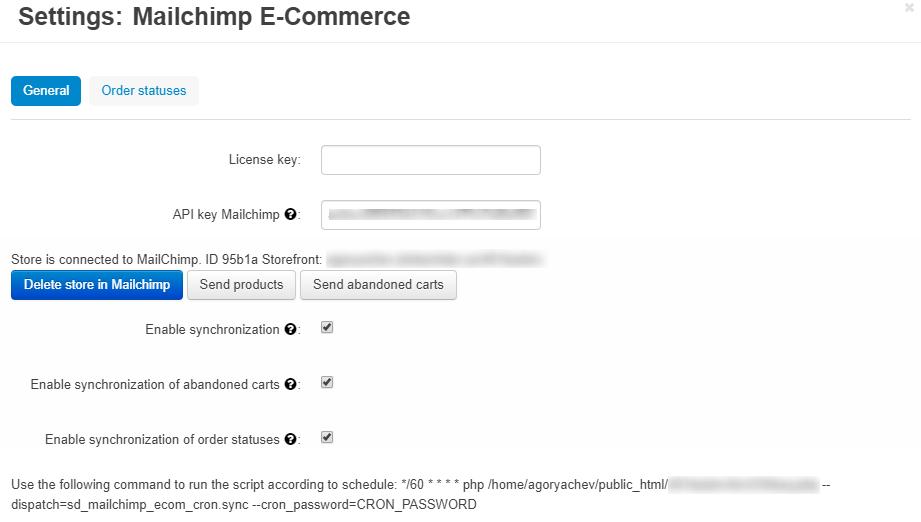 Settings: Mailchimp E-Commerce
General
Order statuses
License key:
API key Mailchimp ?:
Store is connected to MailChimp. ID 95b1a Storefront:
Delete store in Mailchimp
Send products
Send abandoned carts
Enable synchronization ?:
Enable synchronization of abandoned carts ?:
Enable synchronization of order statuses ?:
Use the following command to run the script according to schedule: */60 * * * * php /home/agoryachev/public_html/ --
dispatch=sd_mailchimp_ecom_cron.sync --cron_password=CRON_PASSWORD